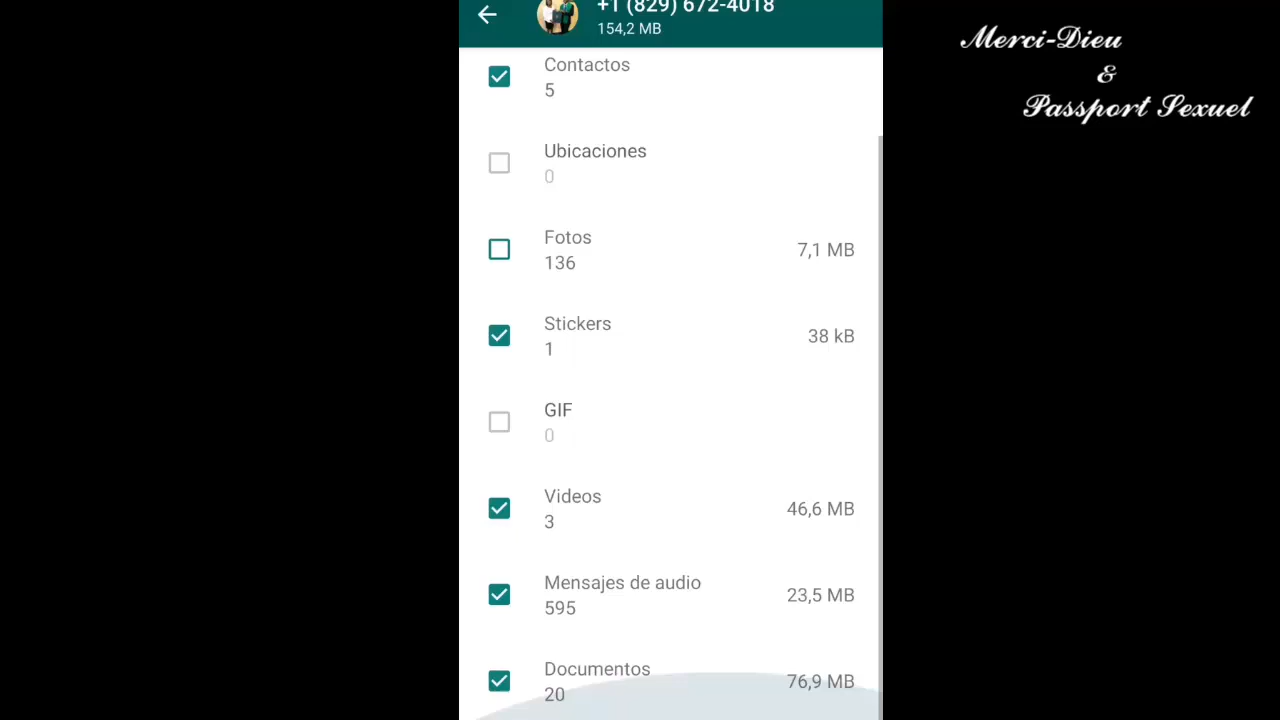 +1 (829) 672-4018
154,2 MB
Merci-Dieu
&
Passport Sexuel
Contactos
5
Ubicaciones
0
Fotos
136
7,1 MB
Stickers
1
38 kB
GIF
0
Videos
3
46,6 MB
Mensajes de audio
595
23,5 MB
Documentos
20
76,9 MB